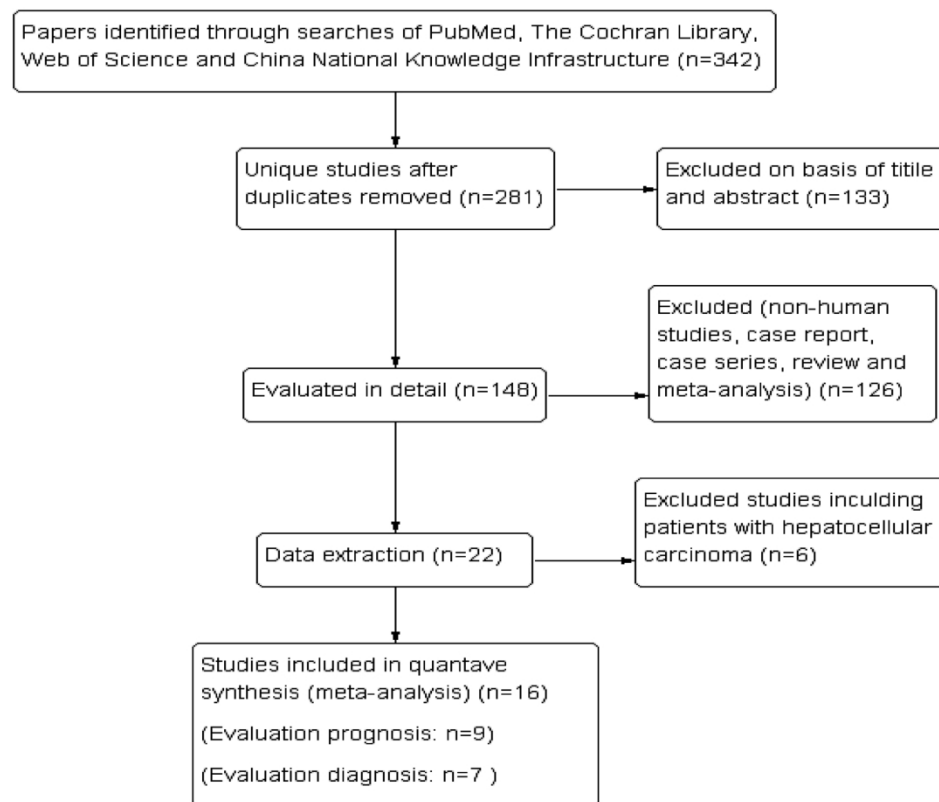 Papers identified through searches of PubMed, The Cochran Library,
Web of Science and China National Knowledge Infrastructure (n=342)
Unique studies after
duplicates removed (n=281)
Excluded on basis of titile
and abstract (n=133)
Excluded (non-human
studies, case report,
case series, review and
meta-analysis) (n=126)
Evaluated in detail (n=148)
Excluded studies inculding
patients with hepatocellular
carcinoma (n=6)
Data extraction (n=22)
Studies included in quantave
synthesis (meta-analysis) (n=16)
(Evaluation prognosis: n=9)
(Evaluation diagnosis: n=7 )